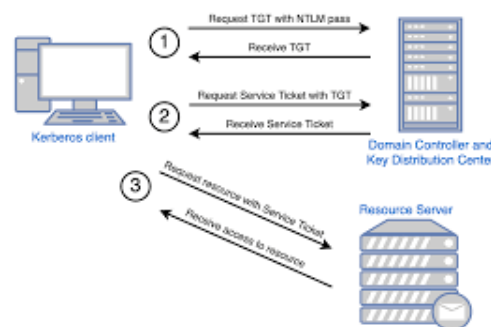 1
Request TGT with NTLM pass
Receive TGT
Kerberos client
2
Request Service Ticket with TGT
Receive Service Ticket
Domain Controller and
Key Distribution Center
3
Request resource with Service Ticket
Receive access to resource
Resource Server